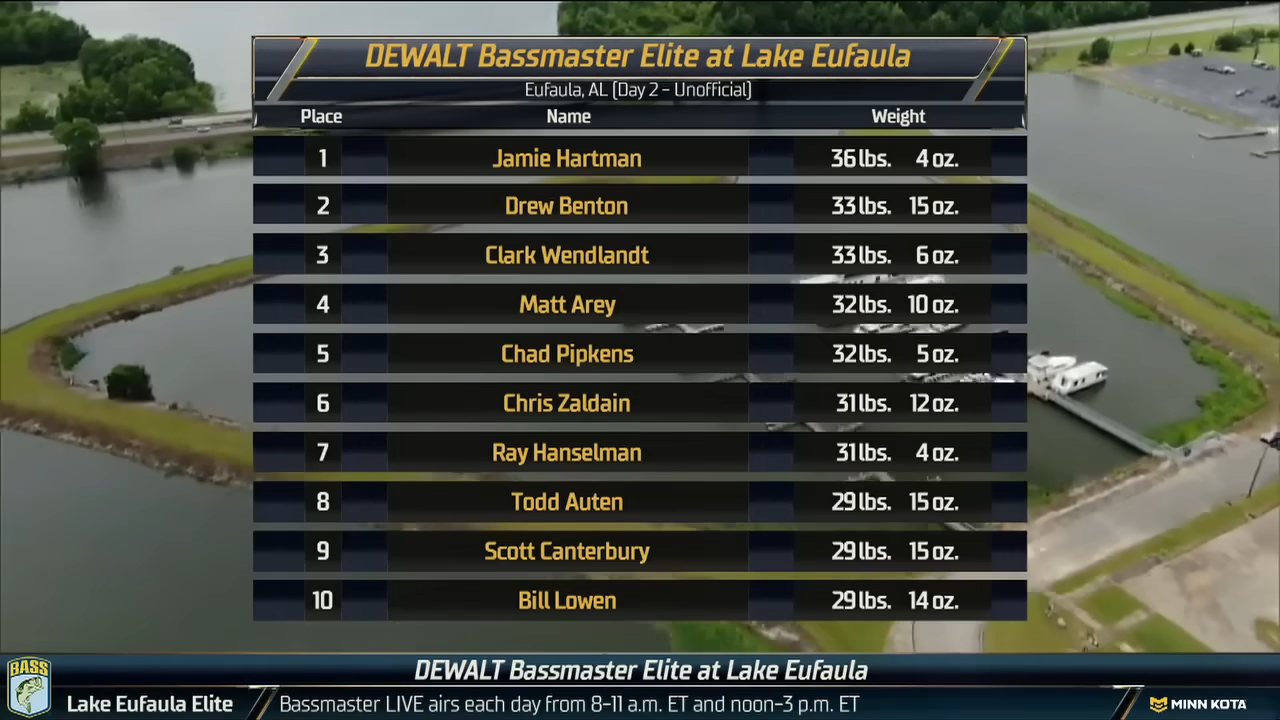 DEWALT Bassmaster Elite at Lake Eufaula
Eufaula, AL [Day 2 - Unofficial]
Place Name Weight
1 Jamie Hartman 36 lbs. 4 oz.
2 Drew Benton 33 lbs. 15 oz.
3 Clark Wendlandt 33 lbs. 6 oz.
4 Matt Arey 32 lbs. 10 oz.
5 Chad Pipkens 32 lbs. 5 oz.
6 Chris Zaldain 31 lbs. 12 oz.
7 Ray Hanselman 31 lbs. 4 oz.
8 Todd Auten 29 lbs. 15 oz.
9 Scott Canterbury 29 lbs. 15 oz.
10 Bill Lowen 29 lbs. 14 oz.
DEWALT Bassmaster Elite at Lake Eufaula
BASS
Lake Eufaula Elite Bassmaster LIVE airs each day from 8-11 a.m. ET and noon-3 p.m. ET MINN KOTA